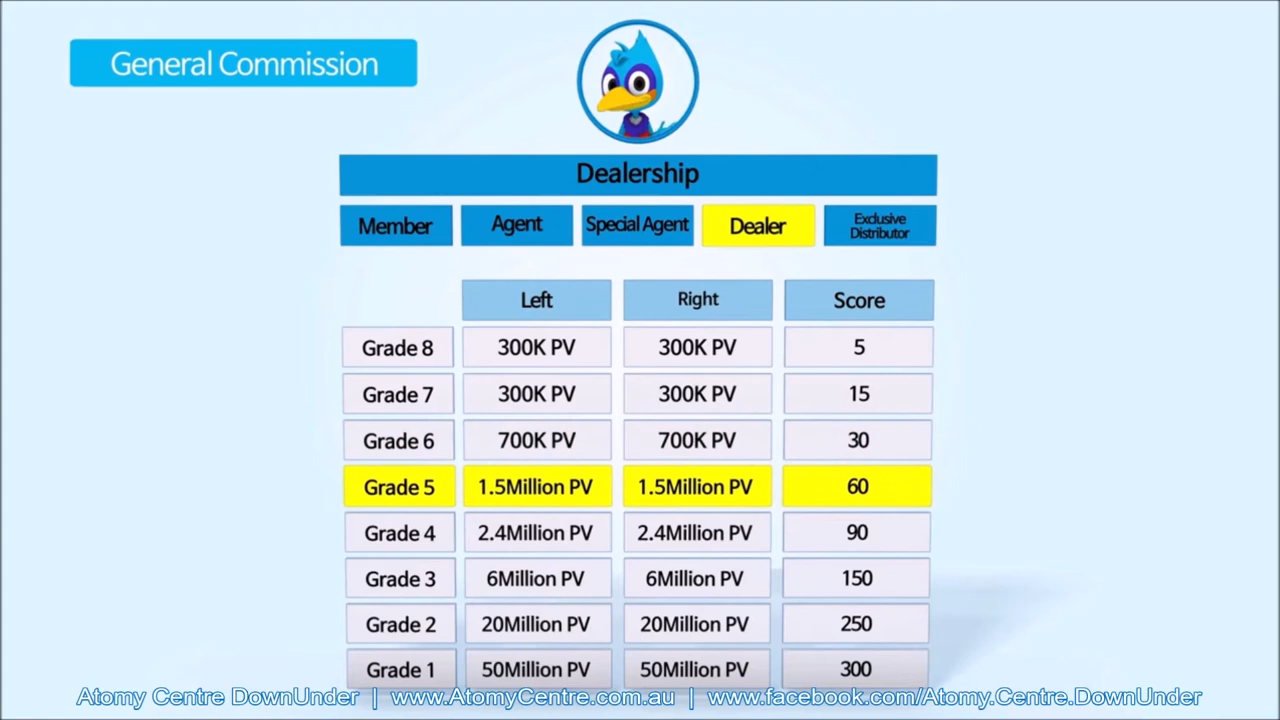 General Commission
Dealership
Member Agent Special Agent Dealer Exclusive Distributor
Left Right Score
Grade 8 300K PV 300K PV 5
Grade 7 300K PV 300K PV 15
Grade 6 700K PV 700K PV 30
Grade 5 1.5Million PV 1.5Million PV 60
Grade 4 2.4Million PV 2.4Million PV 90
Grade 3 6Million PV 6Million PV 150
Grade 2 20Million PV 20Million PV 250
Grade 1 50Million PV 50Million PV 300
Atomy Centre DownUnder | www.AtomyCentre.com.au | www.facebook.com/Atomy.Centre.DownUnder